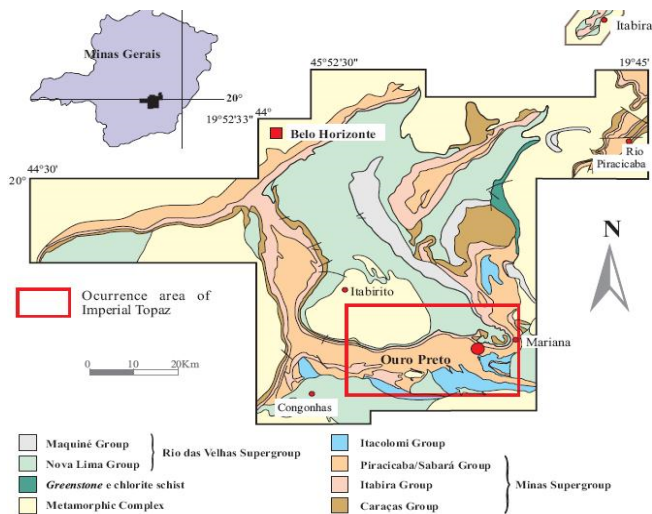 Minas Gerais
20°
Itabira
45°52'30"
19°45'
19°52'33"
44°
Belo Horizonte
Rio
Piracicaba
44°30'
20°
Itabirito
Ocurrence area of
Imperial Topaz
Mariana
Ouro Preto
0 10 20Km
Congonhas
Maquiné Group
Nova Lima Group
Rio das Velhas Supergroup
Greenstone e chlorite schist
Metamorphic Complex
Itacolomi Group
Piracicaba/Sabará Group
Itabira Group
Caraças Group
Minas Supergroup
N